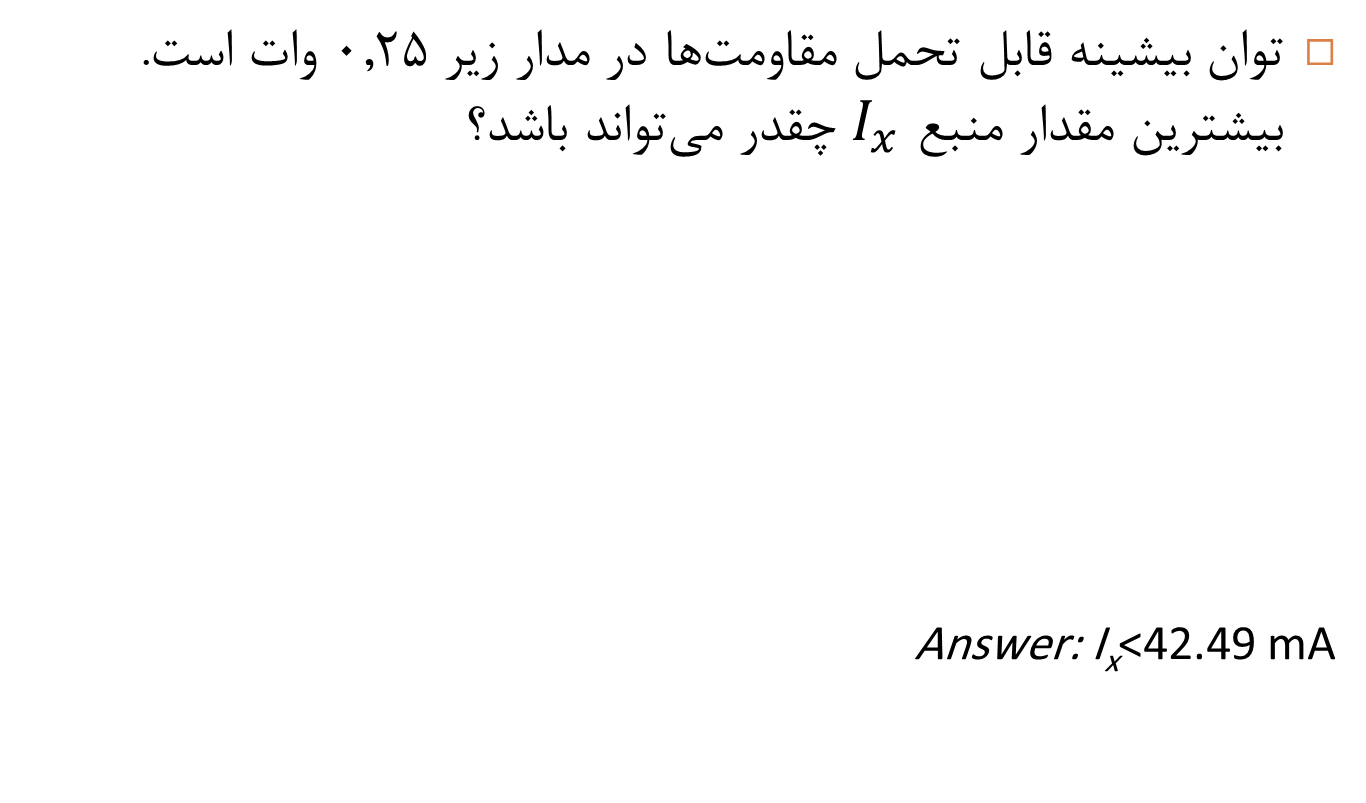 توان بیشینه قابل تحمل مقاومت‌ها در مدار زیر ۰٫۲۵ وات است.
بیشترین مقدار منبع Ix چقدر می‌تواند باشد؟
Answer: Ix<42.49 mA